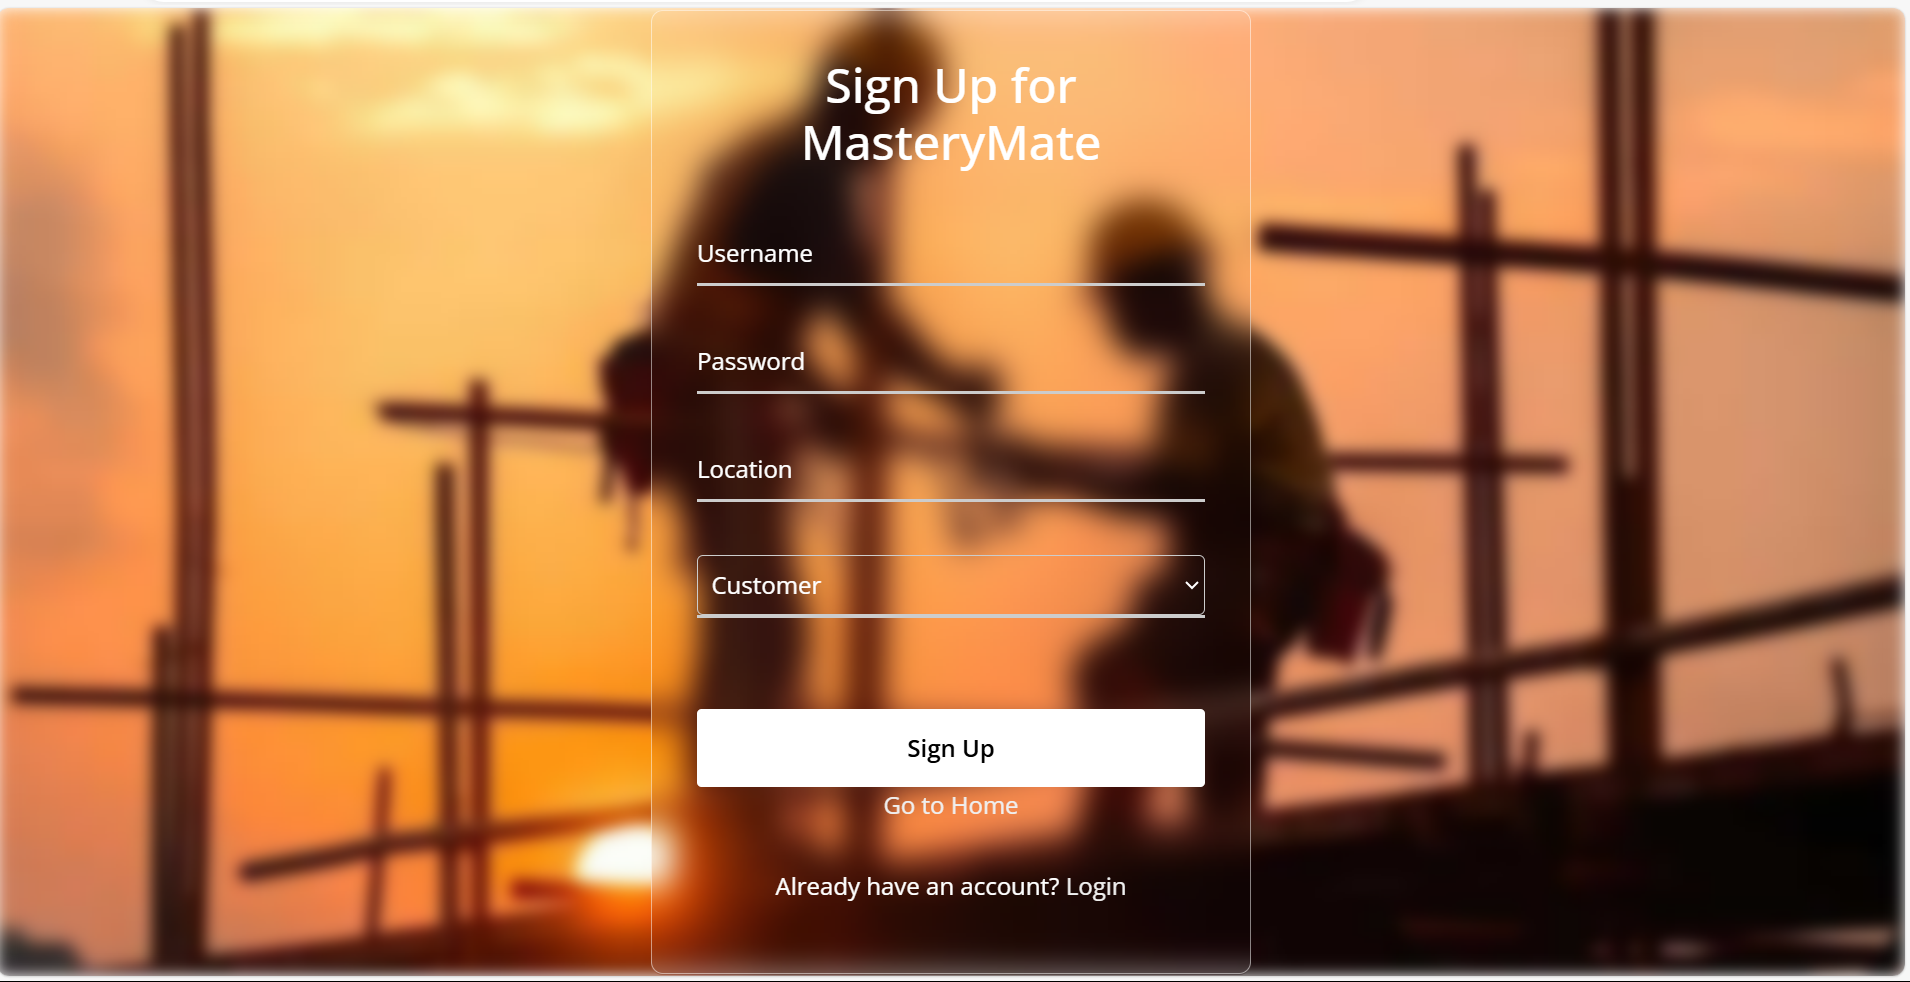 Sign Up for
MasteryMate
Username
Password
Location
Customer
Sign Up
Go to Home
Already have an account? Login